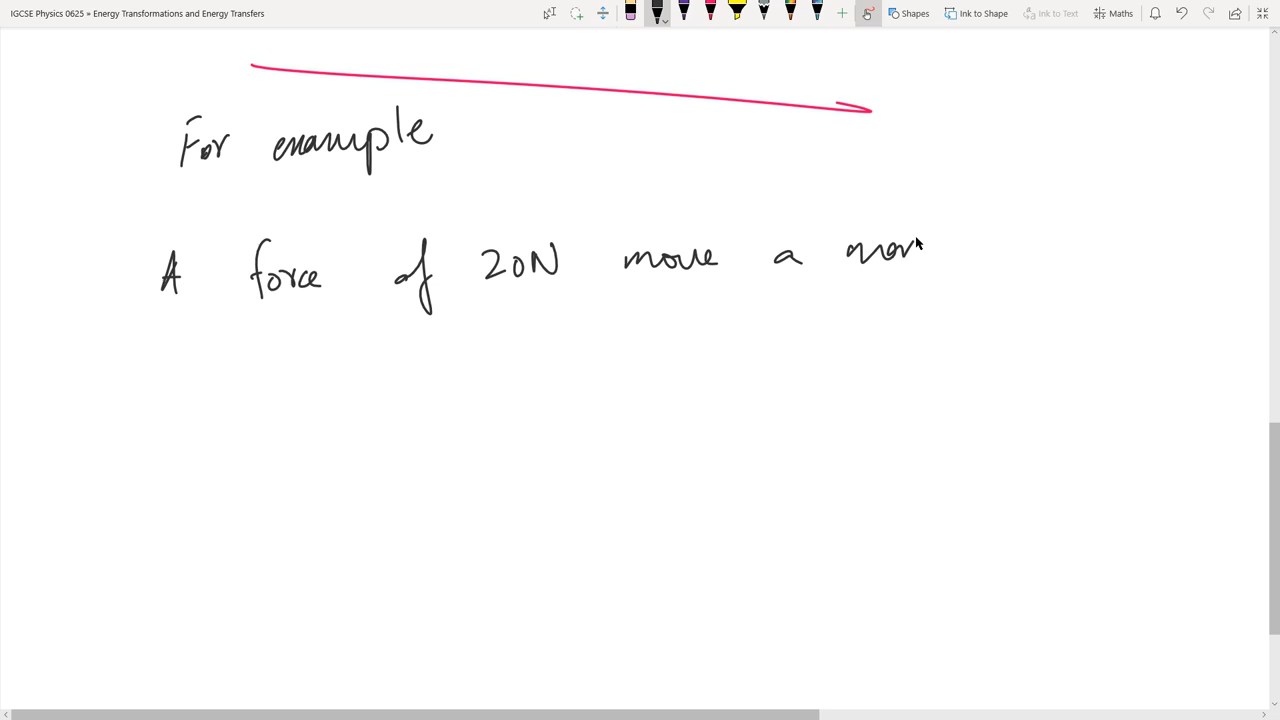 IGCSE Physics 0625 » Energy Transformations and Energy Transfers
Shapes Ink to Shape Ink to Text Maths
For example
A force of 20N move a